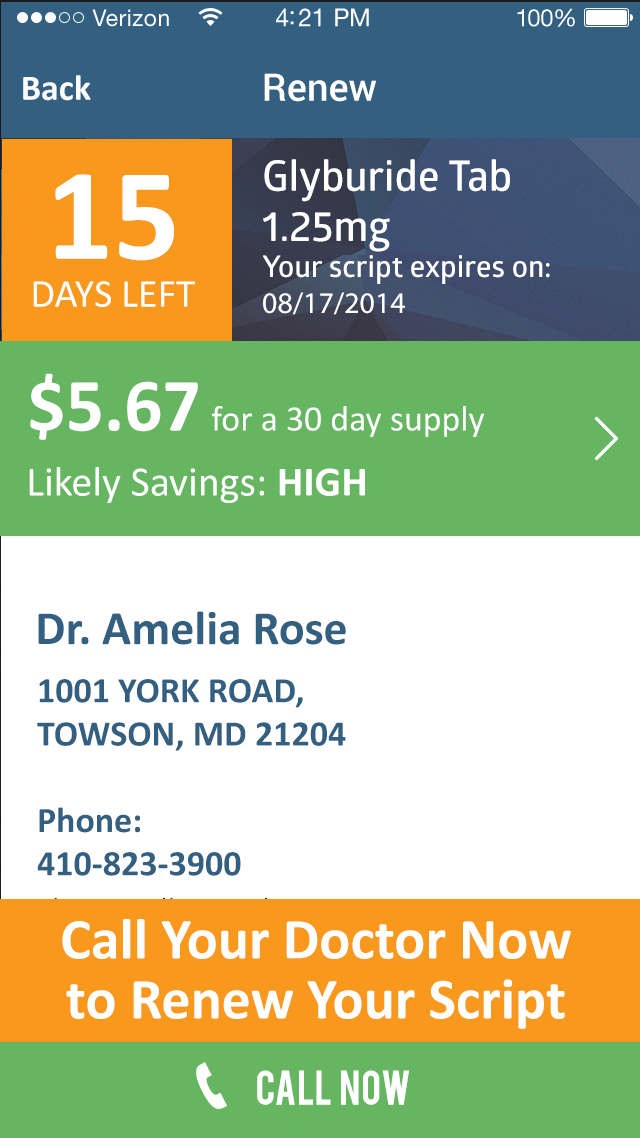 Verizon 4:21 PM 100%
Back Renew
15
DAYS LEFT
Glyburide Tab
1.25mg
Your script expires on:
08/17/2014
$5.67 for a 30 day supply
Likely Savings: HIGH
Dr. Amelia Rose
1001 YORK ROAD,
TOWSON, MD 21204
Phone:
410-823-3900
Call Your Doctor Now
to Renew Your Script
CALL NOW